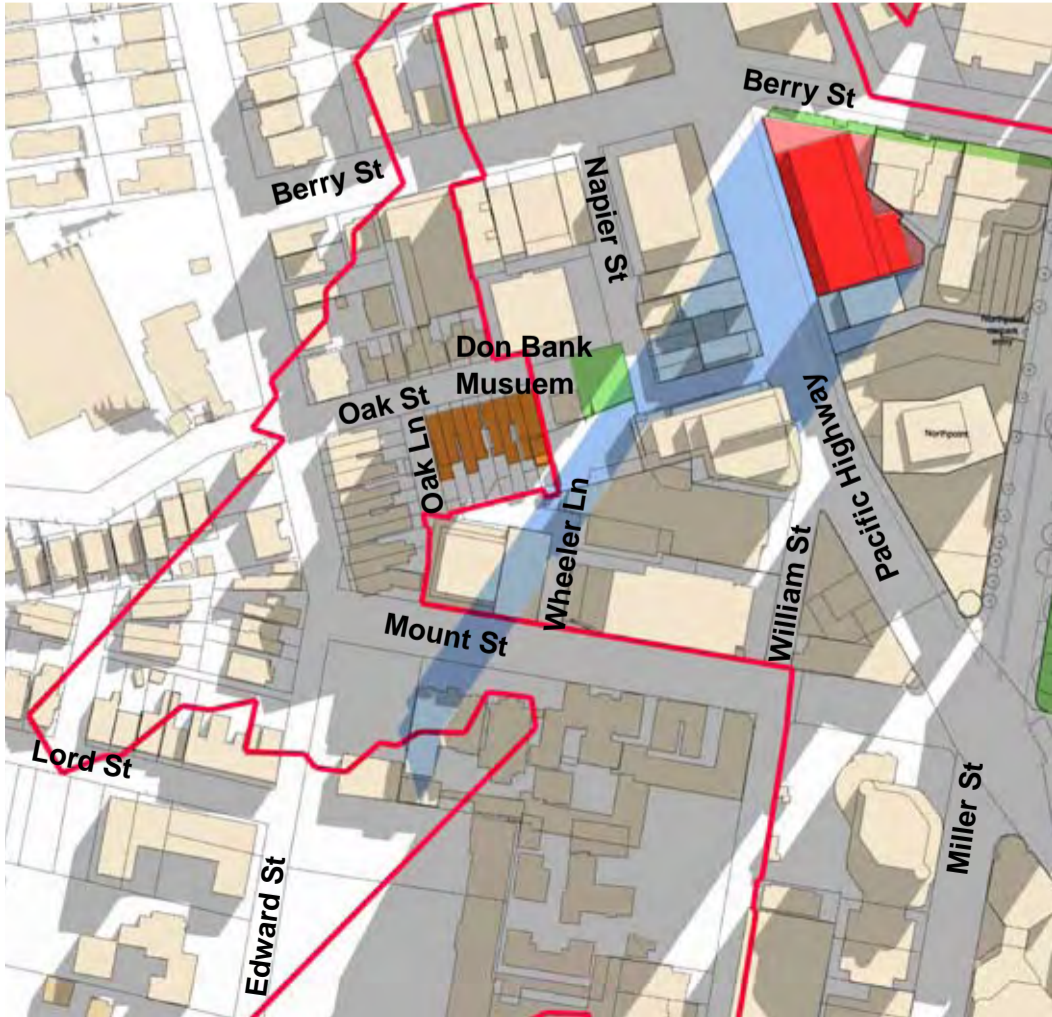 Berry St
Berry St
Napier St
Don Bank
Musuem
Oak St
Oak Ln
Wheeler Ln
Pacific Highway
Northpoint
William St
Mount St
Lord St
Edward St
Miller St